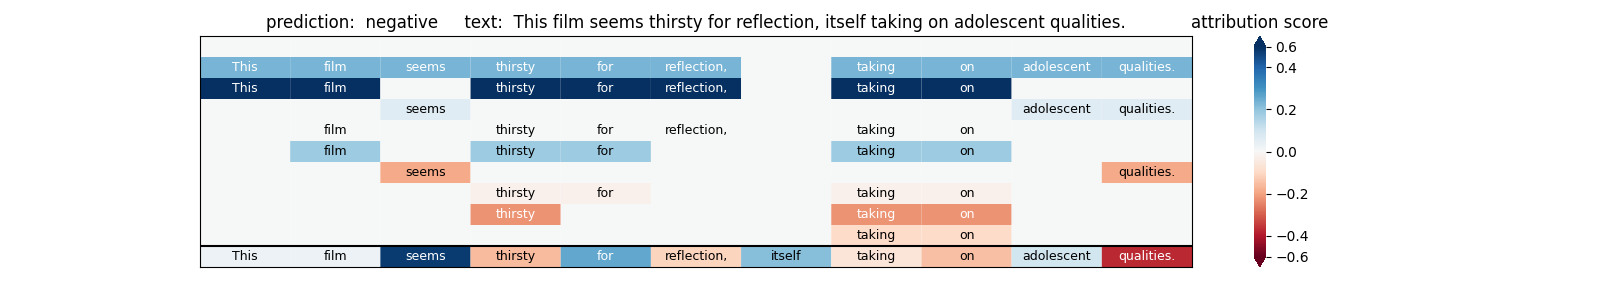 prediction:  negative     text:  This film seems thirsty for reflection, itself taking on adolescent qualities.
attribution score
This film seems thirsty for reflection, taking on adolescent qualities.
This film thirsty for reflection, taking on
seems adolescent qualities.
film thirsty for reflection, taking on
film thirsty for taking on
seems qualities.
thirsty for taking on
thirsty taking on
taking on
This film seems thirsty for reflection, itself taking on adolescent qualities.
0.6
0.4
0.2
0.0
−0.2
−0.4
−0.6